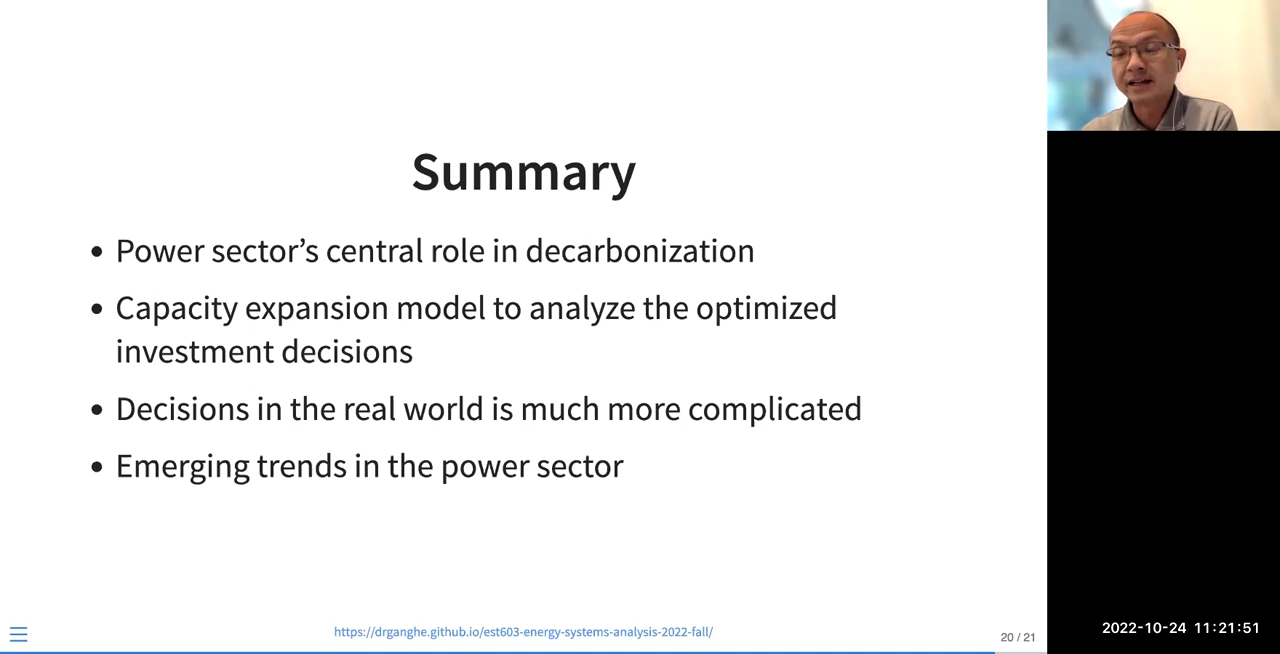 Summary
• Power sector’s central role in decarbonization
• Capacity expansion model to analyze the optimized
investment decisions
• Decisions in the real world is much more complicated
• Emerging trends in the power sector
https://drganghe.github.io/est603-energy-systems-analysis-2022-fall/
20 / 21
2022-10-24 11:21:51